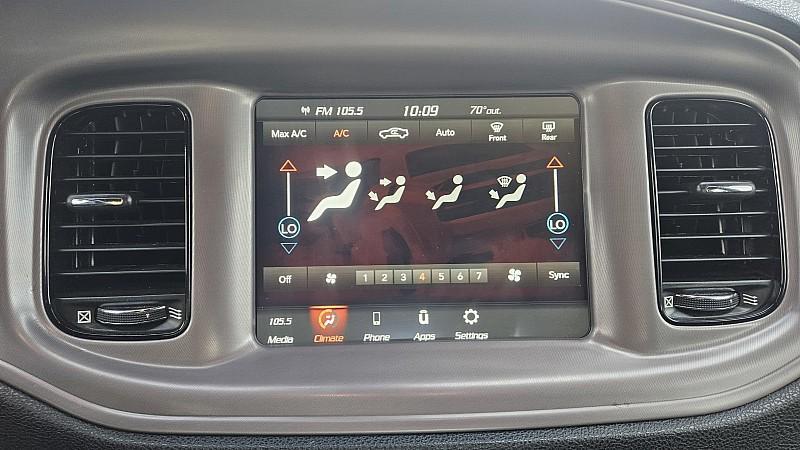 FM 105.5 10:09 70°out.
Max A/C A/C Auto Front Rear
LO LO
Off 1 2 3 4 5 6 7 Sync
105.5
Media Climate Phone Apps Settings